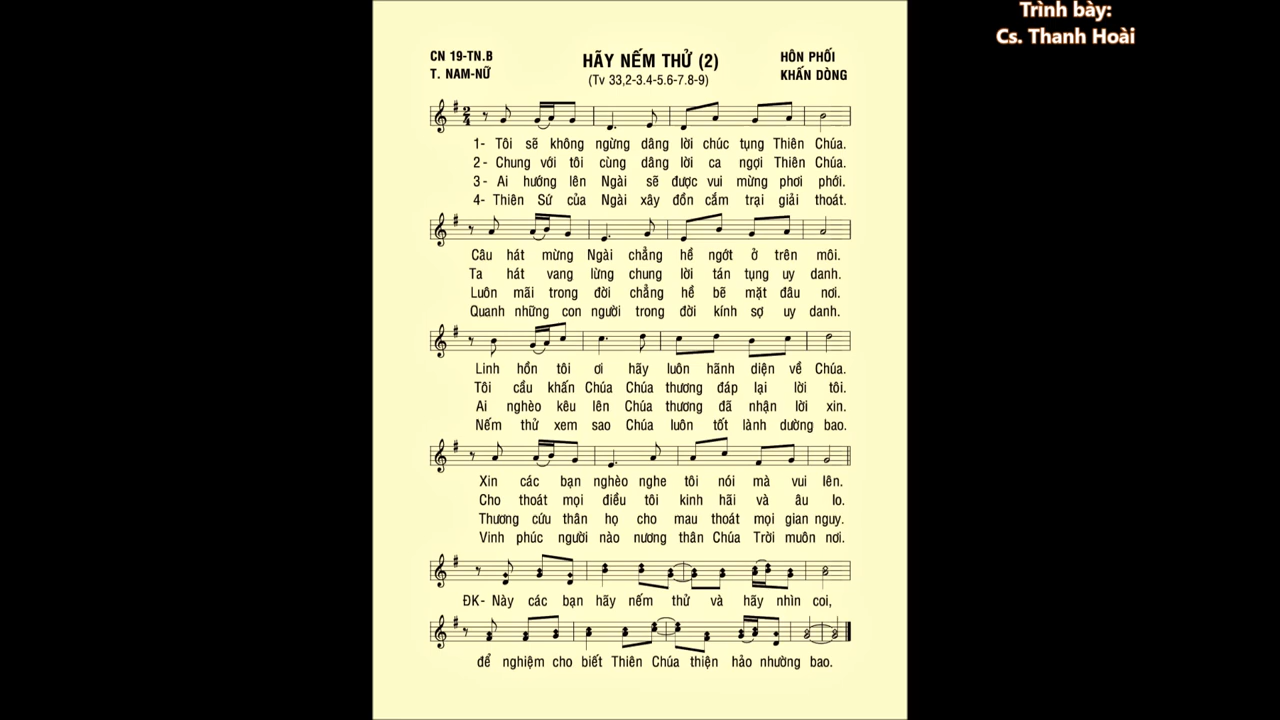 Trình bày:
Cs. Thanh Hoài
CN 19-TN.B
T. NAM-NỮ
HÃY NẾM THỬ (2)
(Tv 33,2-3.4-5.6-7.8-9)
HÔN PHỐI
KHẤN DÒNG
2
4
1- Tôi sẽ không ngừng dâng lời chúc tụng Thiên Chúa.
2- Chung với tôi cùng dâng lời ca ngợi Thiên Chúa.
3- Ai hướng lên Ngài sẽ được vui mừng phơi phới.
4- Thiên Sứ của Ngài xây đồn cắm trại giải thoát.
Câu hát mừng Ngài chẳng hề ngớt ở trên môi.
Ta hát vang lừng chung lời tán tụng uy danh.
Luôn mãi trong đời chẳng hề bẽ mặt đâu nơi.
Quanh những con người trong đời kính sợ uy danh.
Linh hồn tôi ơi hãy luôn hãnh diện về Chúa.
Tôi cầu khấn Chúa Chúa thương đáp lại lời tôi.
Ai nghèo kêu lên Chúa thương đã nhận lời xin.
Nếm thử xem sao Chúa luôn tốt lành dường bao.
Xin các bạn nghèo nghe tôi nói mà vui lên.
Cho thoát mọi điều tôi kinh hãi và âu lo.
Thương cứu thân họ cho mau thoát mọi gian nguy.
Vinh phúc người nào nương thân Chúa Trời muôn nơi.
ĐK- Này các bạn hãy nếm thử và hãy nhìn coi,
để nghiệm cho biết Thiên Chúa thiện hảo nhường bao.